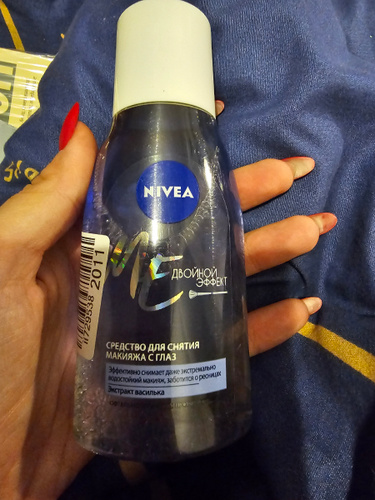 NIVEA
ME
ДВОЙНОЙ
ЭФФЕКТ
СРЕДСТВО ДЛЯ СНЯТИЯ
МАКИЯЖА С ГЛАЗ
Эффективно снимает даже экстремально
водостойкий макияж, заботится о ресницах
Экстракт василька
2011